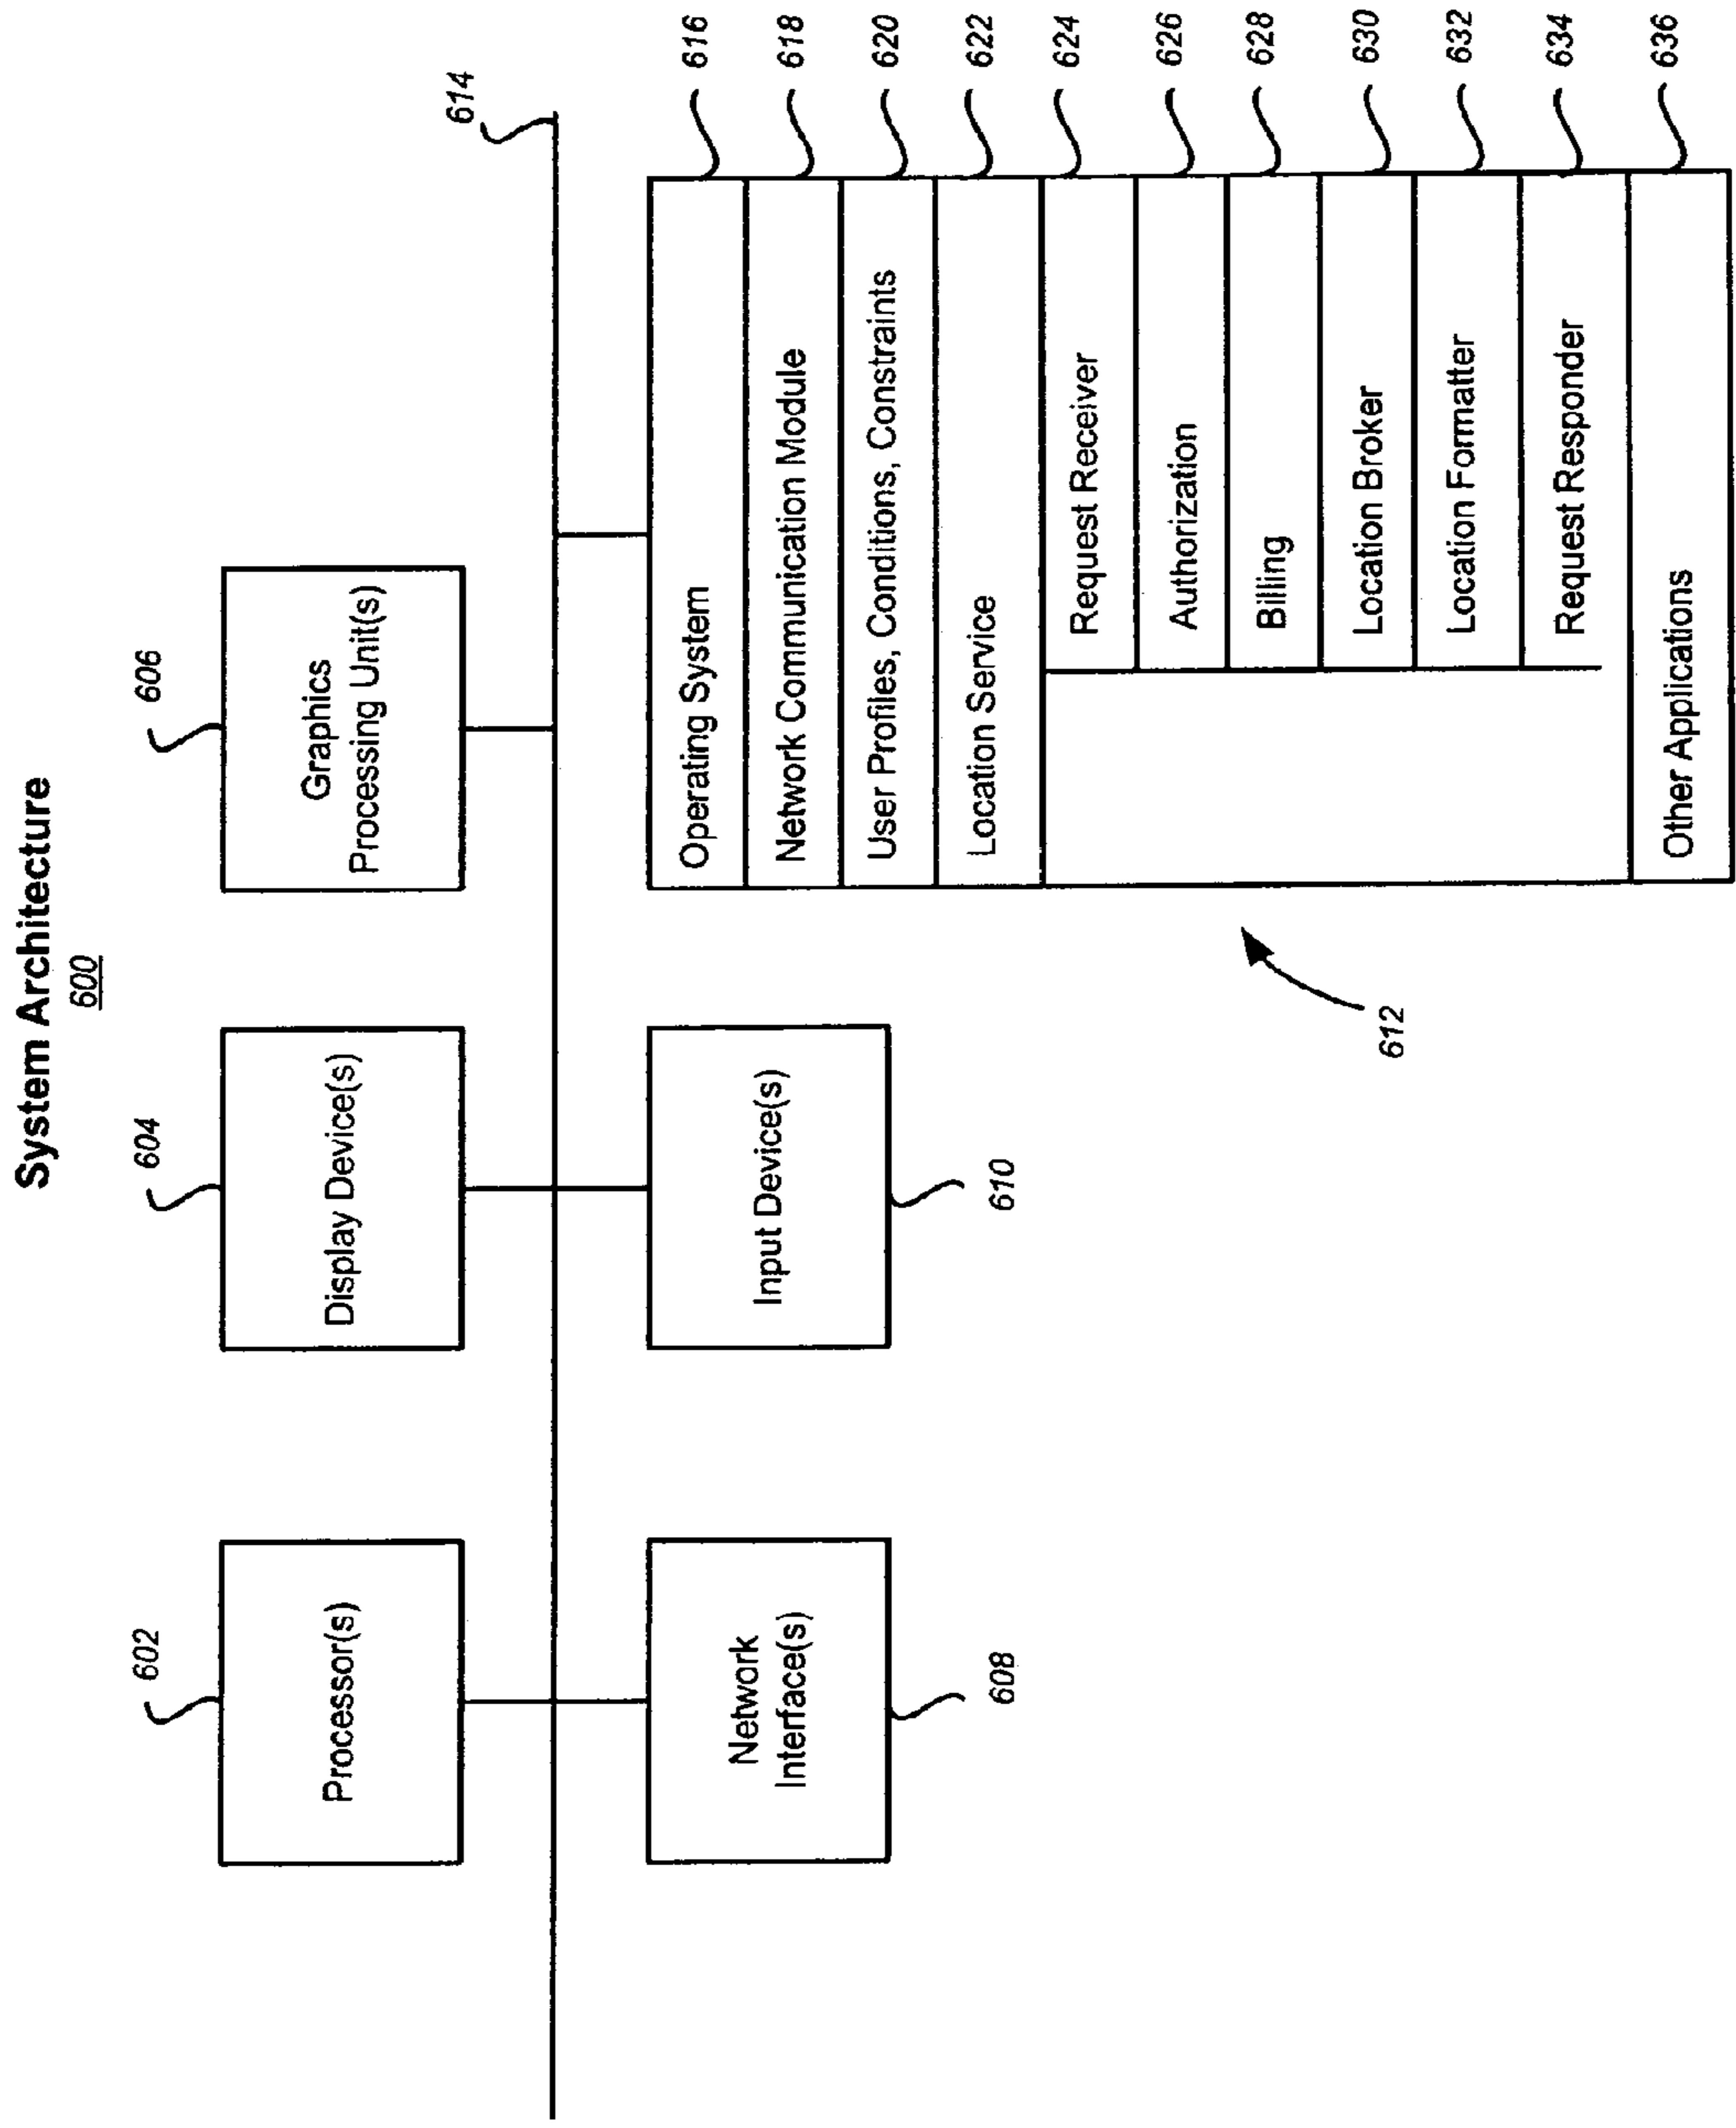 System Architecture
600
602
604
606
Processor(s)
Display Device(s)
Graphics
Processing Unit(s)
614
Network
Interface(s)
608
Input Device(s)
610
612
Operating System
616
Network Communication Module
618
User Profiles, Conditions, Constraints
620
Location Service
622
Request Receiver
624
Authorization
626
Billing
628
Location Broker
630
Location Formatter
632
Request Responder
634
Other Applications
636